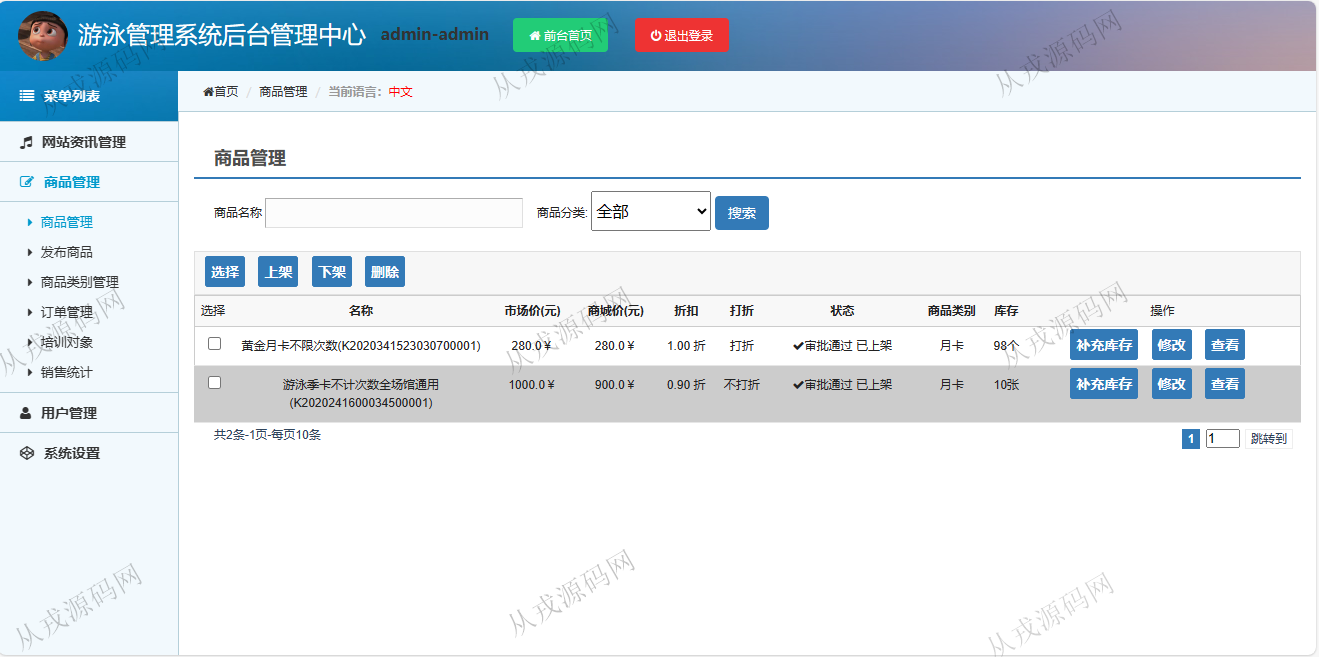 游泳管理系统后台管理中心 admin-admin 前台首页 退出登录
菜单列表
首页 / 商品管理 / 当前语言：中文
网站资讯管理
商品管理
商品管理
发布商品
商品类别管理
订单管理
培训对象
销售统计
用户管理
系统设置
商品管理
商品名称 商品分类: 全部 搜索
选择 上架 下架 删除
选择 名称 市场价(元) 商城价(元) 折扣 打折 状态 商品类别 库存 操作
黄金月卡不限次数(K2020341523030700001) 280.0￥ 280.0￥ 1.00 折 打折 审批通过 已上架 月卡 98个 补充库存 修改 查看
游泳季卡不计次数全场馆通用 1000.0￥ 900.0￥ 0.90 折 不打折 审批通过 已上架 月卡 10张 补充库存 修改 查看
(K2020241600034500001)
共2条-1页-每页10条 1 1 跳转到
从戎源码网
从戎源码网
从戎源码网
从戎源码网
从戎源码网
从戎源码网
从戎源码网
从戎源码网
从戎源码网